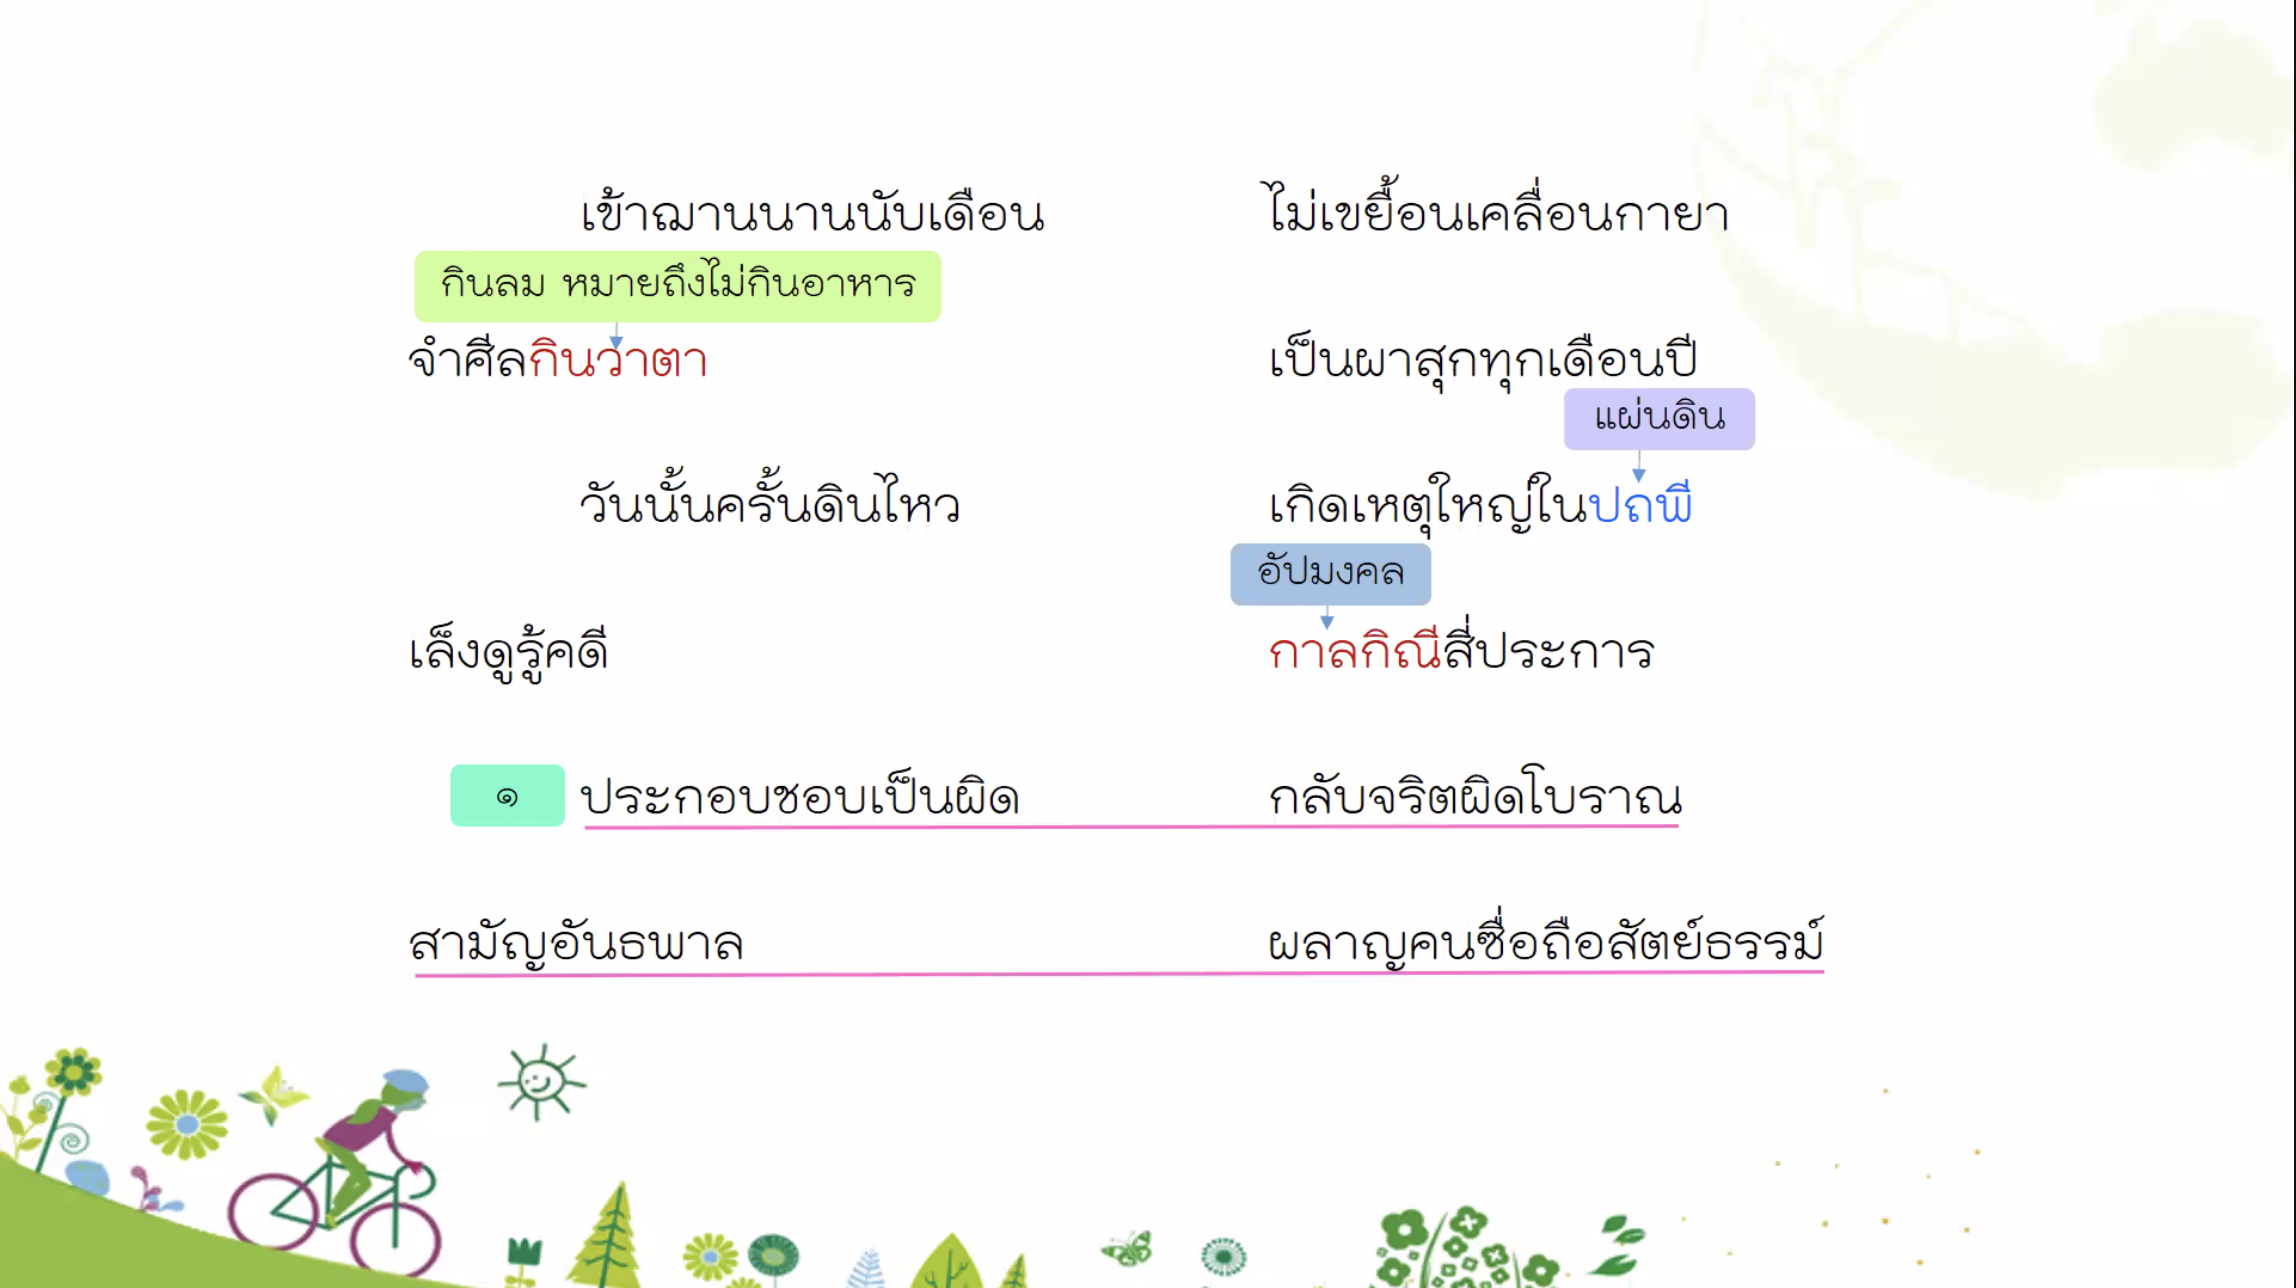 เข้าฌานนานนับเดือน ไม่เขยื้อนเคลื่อนกายา
กินลม หมายถึงไม่กินอาหาร
จำศีลกินวาตา เป็นผาสุกทุกเดือนปี
แผ่นดิน
วันนั้นครั้นดินไหว เกิดเหตุใหญ่ในปถพี
อัปมงคล
เล็งดูรู้คดี กาลกิณีสี่ประการ
๑ ประกอบชอบเป็นผิด กลับจริตผิดโบราณ
สามัญอันธพาล ผลาญคนซื่อถือสัตย์ธรรม์